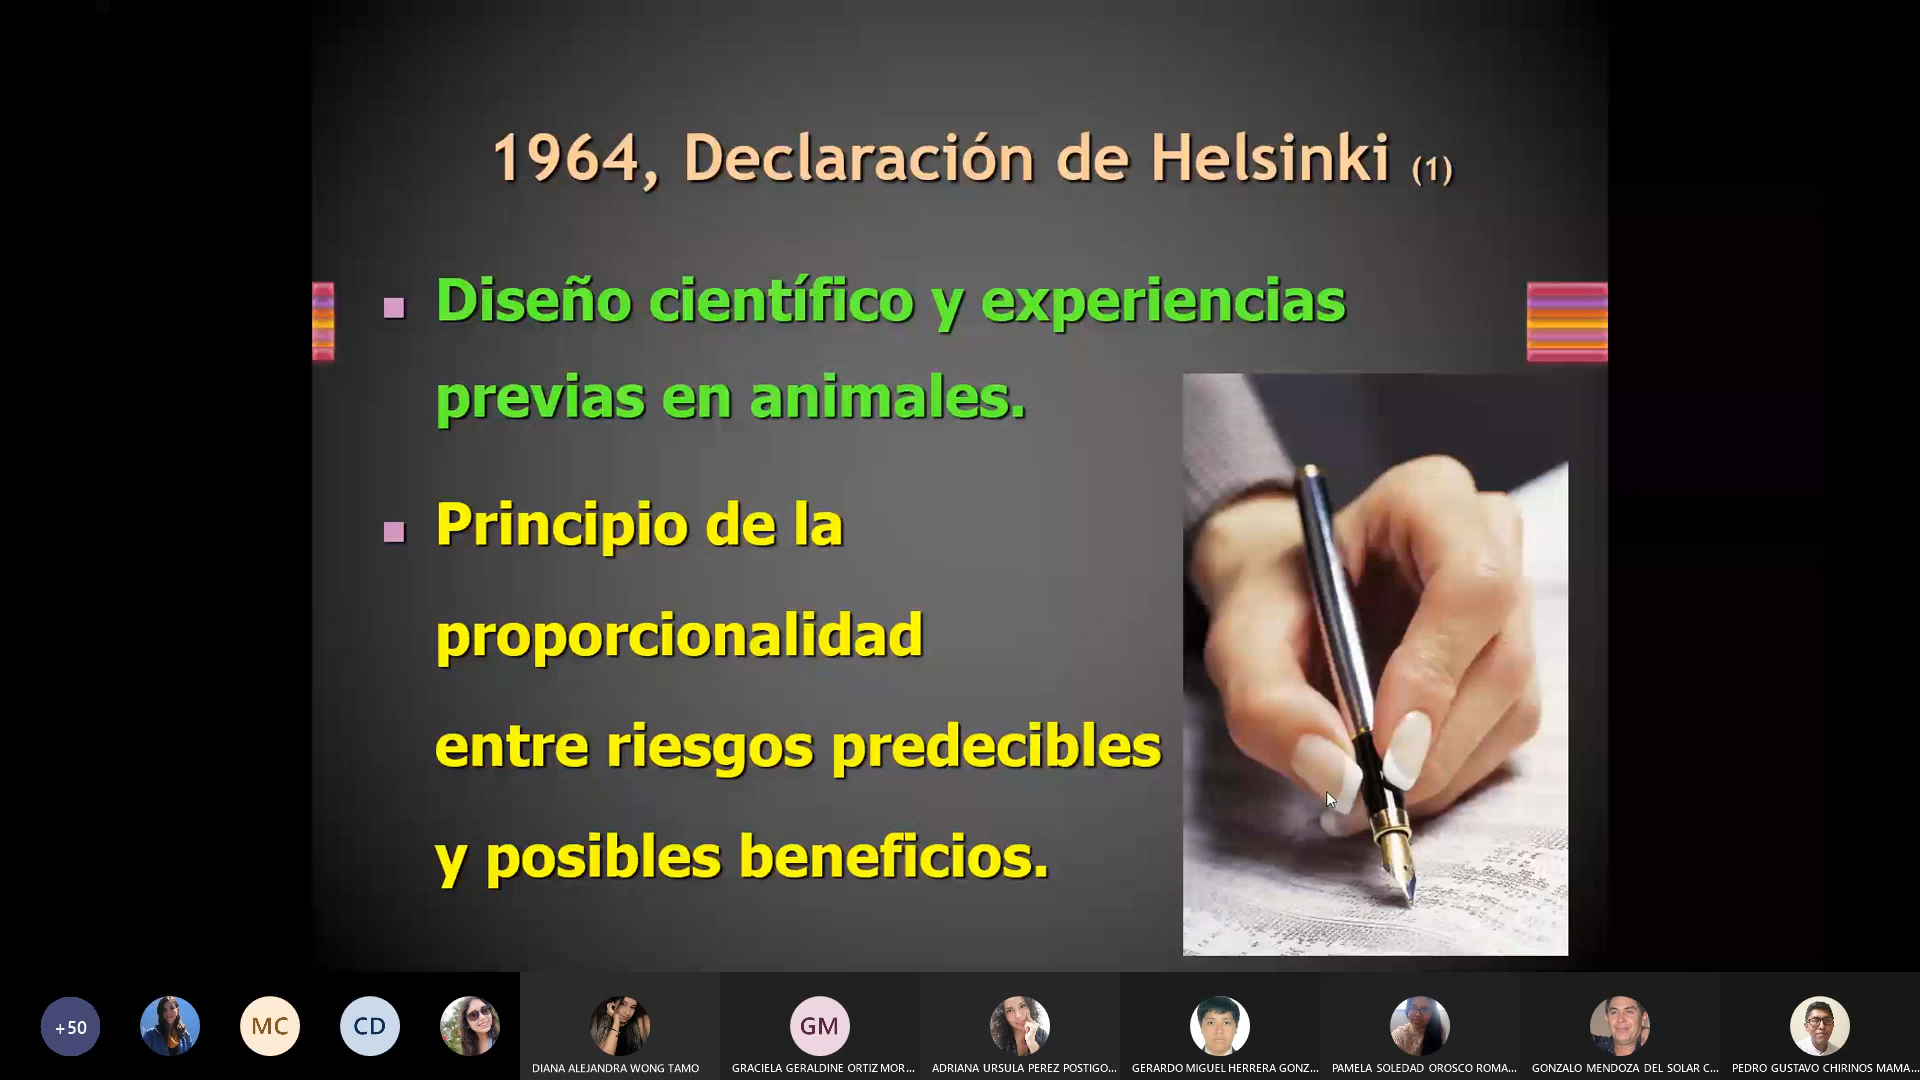 1964, Declaración de Helsinki (1)
Diseño científico y experiencias
previas en animales.
Principio de la
proporcionalidad
entre riesgos predecibles
y posibles beneficios.
+50
MC
CD
GM
DIANA ALEJANDRA WONG TAMO
GRACIELA GERALDINE ORTIZ MOR...
ADRIANA URSULA PEREZ POSTIGO...
GERARDO MIGUEL HERRERA GONZ...
PAMELA SOLEDAD OROSCO ROMA...
GONZALO MENDOZA DEL SOLAR C...
PEDRO GUSTAVO CHIRINOS MAMA...